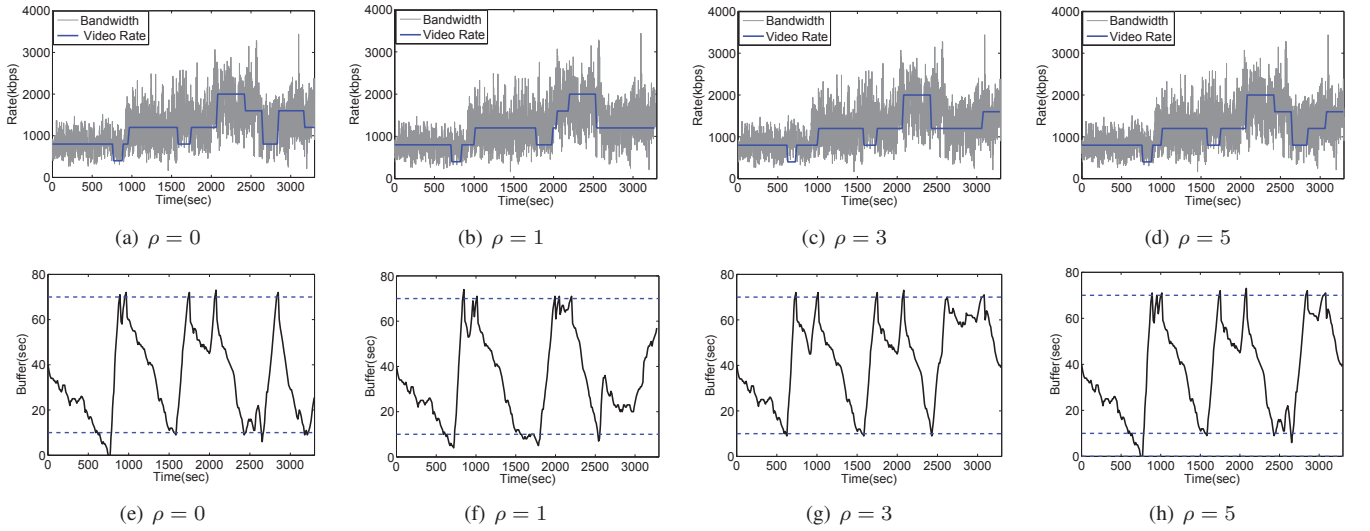 4000
3000
2000
1000
0
Rate(kbps)
Bandwidth
Video Rate
0 500 1000 1500 2000 2500 3000
Time(sec)
(a) ρ = 0
4000
3000
2000
1000
0
Rate(kbps)
Bandwidth
Video Rate
0 500 1000 1500 2000 2500 3000
Time(sec)
(b) ρ = 1
4000
3000
2000
1000
0
Rate(kbps)
Bandwidth
Video Rate
0 500 1000 1500 2000 2500 3000
Time(sec)
(c) ρ = 3
4000
3000
2000
1000
0
Rate(kbps)
Bandwidth
Video Rate
0 500 1000 1500 2000 2500 3000
Time(sec)
(d) ρ = 5
80
60
40
20
0
Buffer(sec)
0 500 1000 1500 2000 2500 3000
Time(sec)
(e) ρ = 0
80
60
40
20
0
Buffer(sec)
0 500 1000 1500 2000 2500 3000
Time(sec)
(f) ρ = 1
80
60
40
20
0
Buffer(sec)
0 500 1000 1500 2000 2500 3000
Time(sec)
(g) ρ = 3
80
60
40
20
0
Buffer(sec)
0 500 1000 1500 2000 2500 3000
Time(sec)
(h) ρ = 5